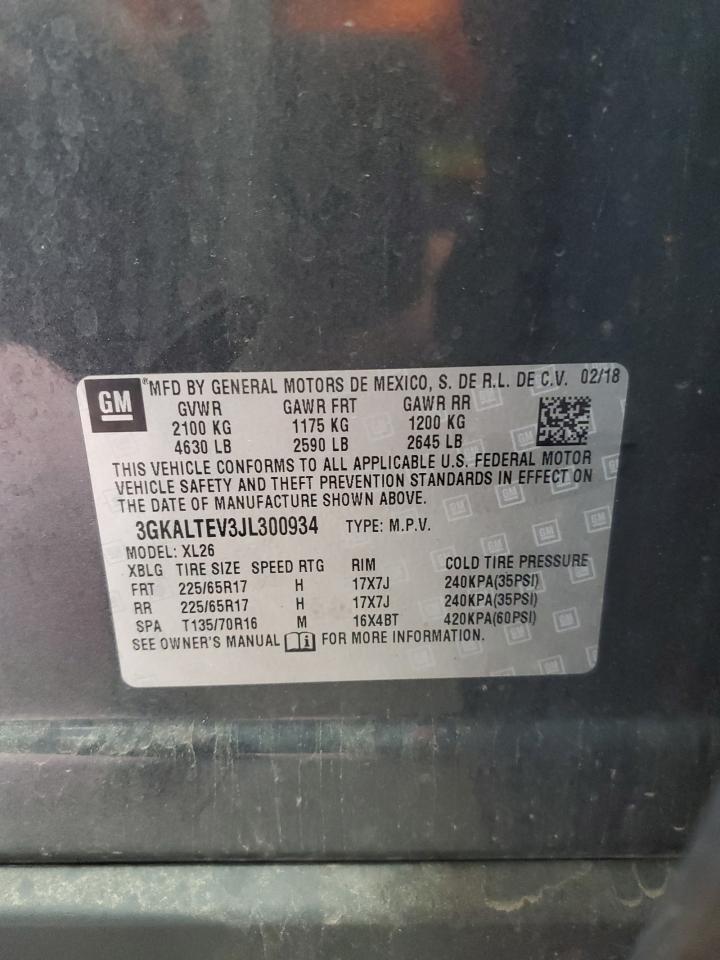 GM ®MFD BY GENERAL MOTORS DE MEXICO, S. DE R.L. DE C.V. 02/18
GVWR GAWR FRT GAWR RR
2100 KG 1175 KG 1200 KG
4630 LB 2590 LB 2645 LB
THIS VEHICLE CONFORMS TO ALL APPLICABLE U.S. FEDERAL MOTOR
VEHICLE SAFETY AND THEFT PREVENTION STANDARDS IN EFFECT ON
THE DATE OF MANUFACTURE SHOWN ABOVE.
3GKALTEV3JL300934 TYPE: M.P.V.
MODEL: XL26
XBLG TIRE SIZE SPEED RTG RIM COLD TIRE PRESSURE
FRT 225/65R17 H 17X7J 240KPA(35PSI)
RR 225/65R17 H 17X7J 240KPA(35PSI)
SPA T135/70R16 M 16X4BT 420KPA(60PSI)
SEE OWNER'S MANUAL FOR MORE INFORMATION.